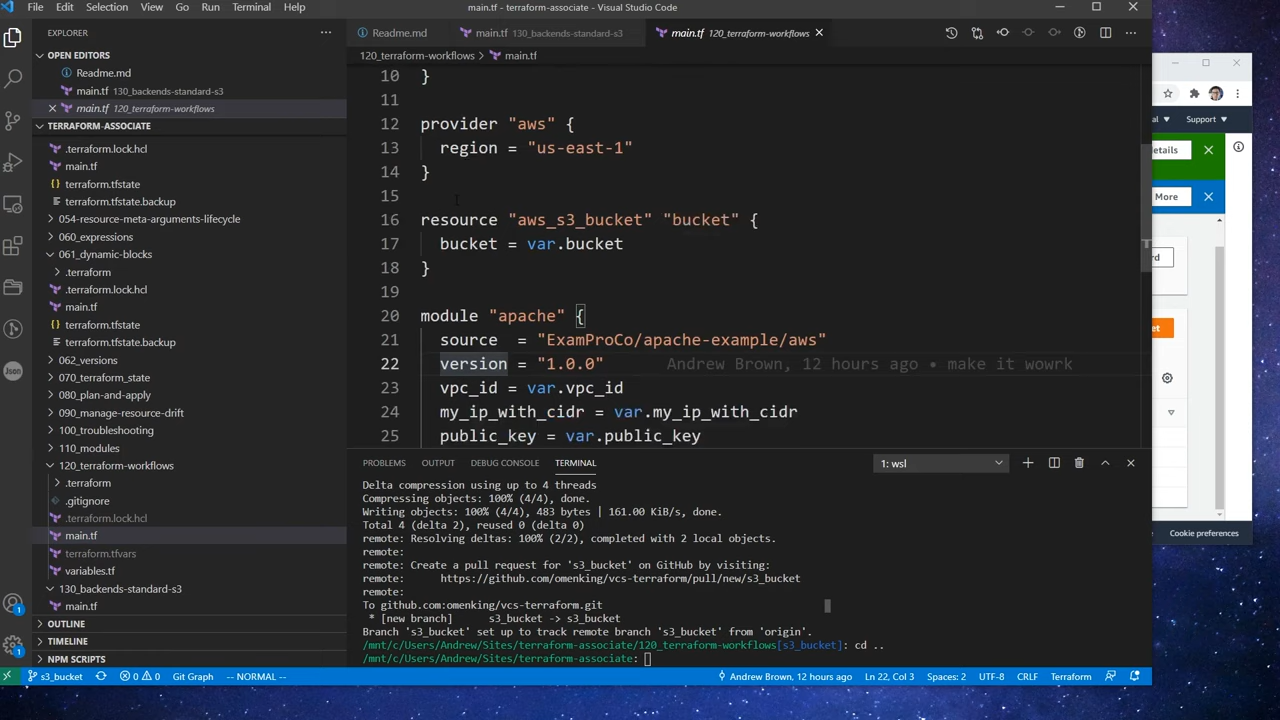 File
Edit
Selection
View
Go
Run
Terminal
Help
main.tf - terraform-associate - Visual Studio Code
EXPLORER
OPEN EDITORS
Readme.md
main.tf 130_backends-standard-s3
main.tf 120_terraform-workflows
TERRAFORM-ASSOCIATE
.terraform.lock.hcl
main.tf
terraform.tfstate
terraform.tfstate.backup
054-resource-meta-arguments-lifecycle
060_expressions
061_dynamic-blocks
.terraform
.terraform.lock.hcl
main.tf
terraform.tfstate
terraform.tfstate.backup
062_versions
070_terraform_state
080_plan-and-apply
090_manage-resource-drift
100_troubleshooting
110_modules
120_terraform-workflows
.terraform
.gitignore
.terraform.lock.hcl
main.tf
terraform.tfvars
variables.tf
130_backends-standard-s3
main.tf
OUTLINE
TIMELINE
NPM SCRIPTS
Json
1
1
Readme.md
main.tf 130_backends-standard-s3
main.tf 120_terraform-workflows
120_terraform-workflows > main.tf
10 }
11
12 provider "aws" {
13 region = "us-east-1"
14 }
15
16 resource "aws_s3_bucket" "bucket" {
17 bucket = var.bucket
18 }
19
20 module "apache" {
21 source = "ExamProCo/apache-example/aws"
22 version = "1.0.0" Andrew Brown, 12 hours ago • make it wowrk
23 vpc_id = var.vpc_id
24 my_ip_with_cidr = var.my_ip_with_cidr
25 public_key = var.public_key
PROBLEMS
OUTPUT
DEBUG CONSOLE
TERMINAL
1: wsl
Delta compression using up to 4 threads
Compressing objects: 100% (4/4), done.
Writing objects: 100% (4/4), 483 bytes | 161.00 KiB/s, done.
Total 4 (delta 2), reused 0 (delta 0)
remote: Resolving deltas: 100% (2/2), completed with 2 local objects.
remote:
remote: Create a pull request for 's3_bucket' on GitHub by visiting:
remote: https://github.com/omenking/vcs-terraform/pull/new/s3_bucket
remote:
To github.com:omenking/vcs-terraform.git
* [new branch] s3_bucket -> s3_bucket
Branch 's3_bucket' set up to track remote branch 's3_bucket' from 'origin'.
/mnt/c/Users/Andrew/Sites/terraform-associate/120_terraform-workflows[s3_bucket]: cd ..
/mnt/c/Users/Andrew/Sites/terraform-associate:
s3_bucket
0
0
Git Graph
-- NORMAL --
Andrew Brown, 12 hours ago
Ln 22, Col 3
Spaces: 2
UTF-8
CRLF
Terraform
Support
More
Cookie preferences